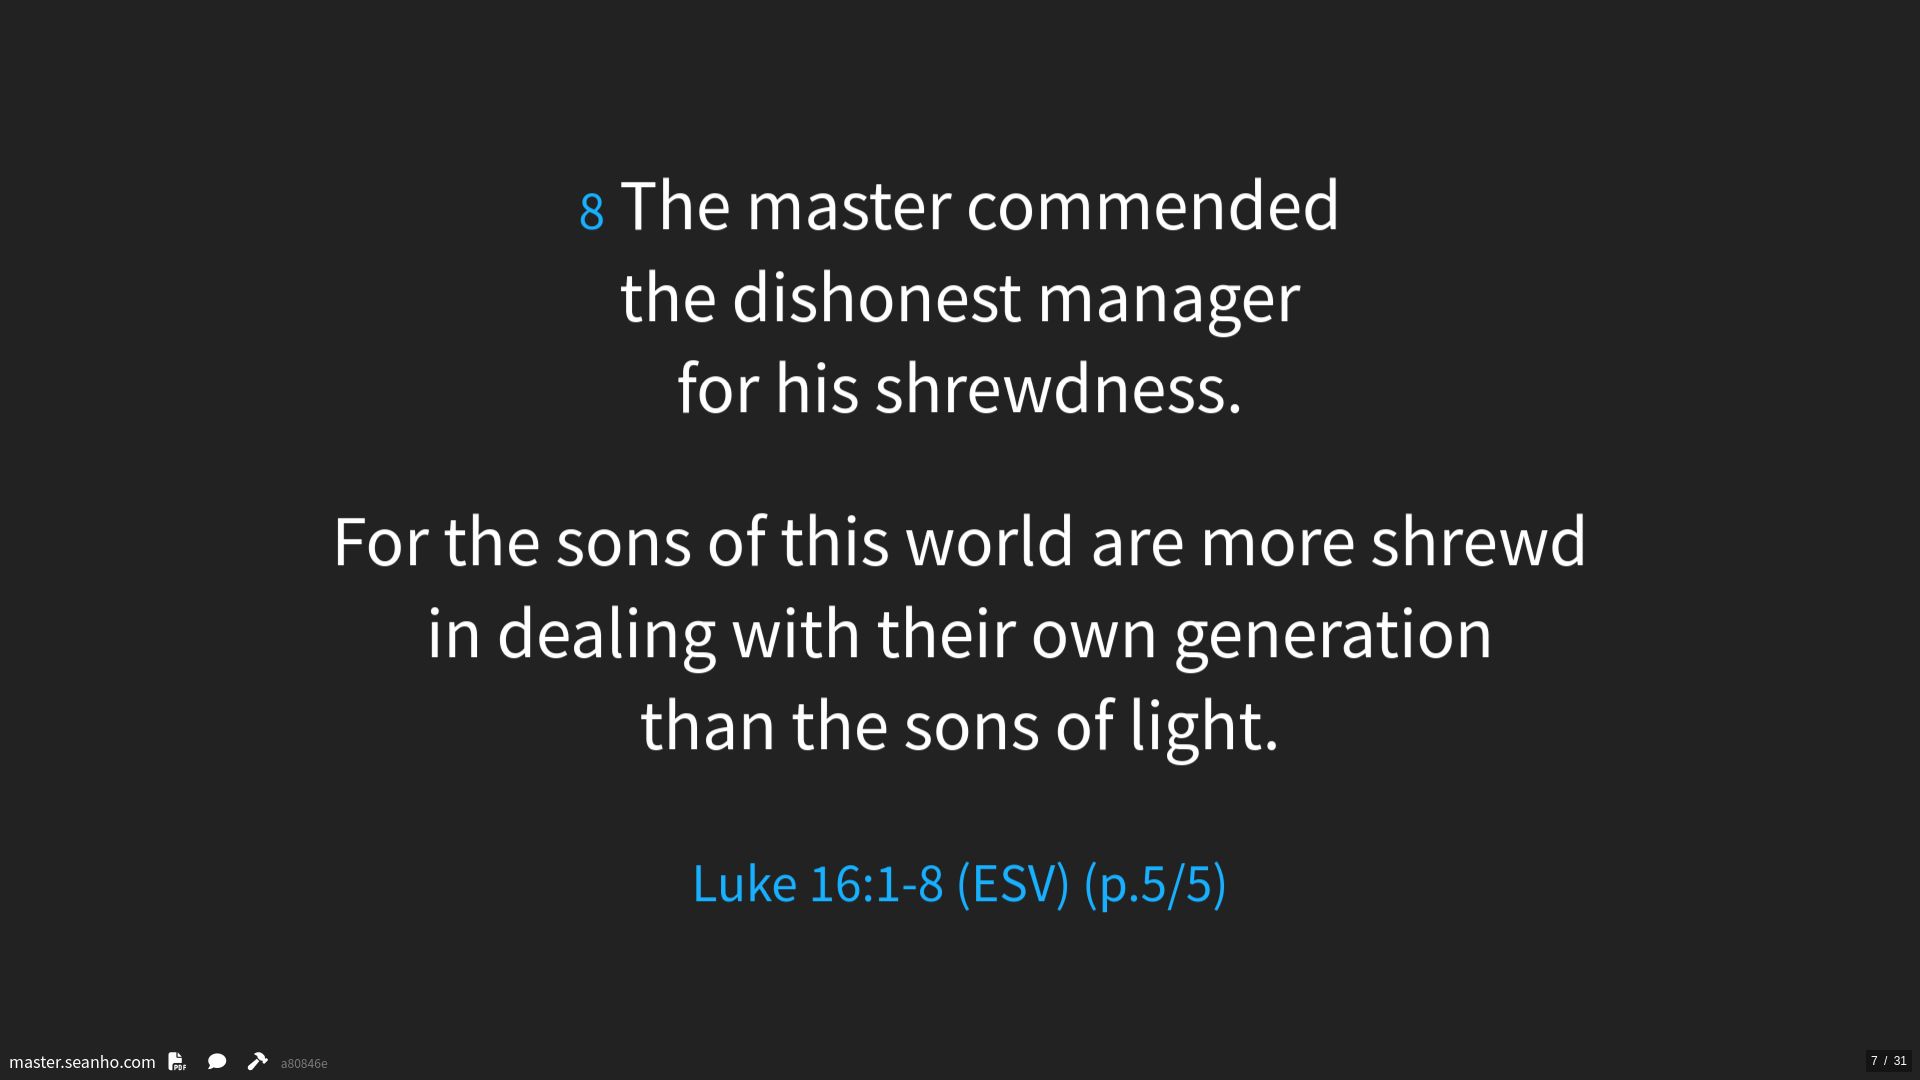 8 The master commended
the dishonest manager
for his shrewdness.
For the sons of this world are more shrewd
in dealing with their own generation
than the sons of light.
Luke 16:1-8 (ESV) (p.5/5)
master.seanho.com PDF a80846e
7 / 31